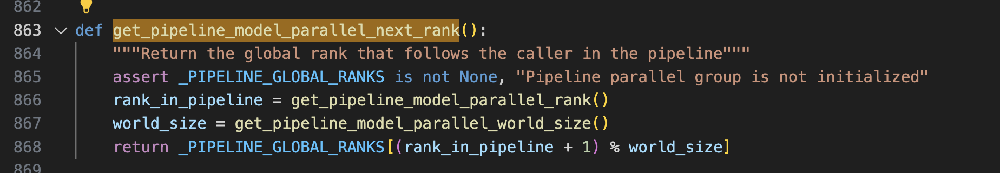 862
863 def get_pipeline_model_parallel_next_rank():
864 """Return the global rank that follows the caller in the pipeline"""
865 assert _PIPELINE_GLOBAL_RANKS is not None, "Pipeline parallel group is not initialized"
866 rank_in_pipeline = get_pipeline_model_parallel_rank()
867 world_size = get_pipeline_model_parallel_world_size()
868 return _PIPELINE_GLOBAL_RANKS[(rank_in_pipeline + 1) % world_size]
869